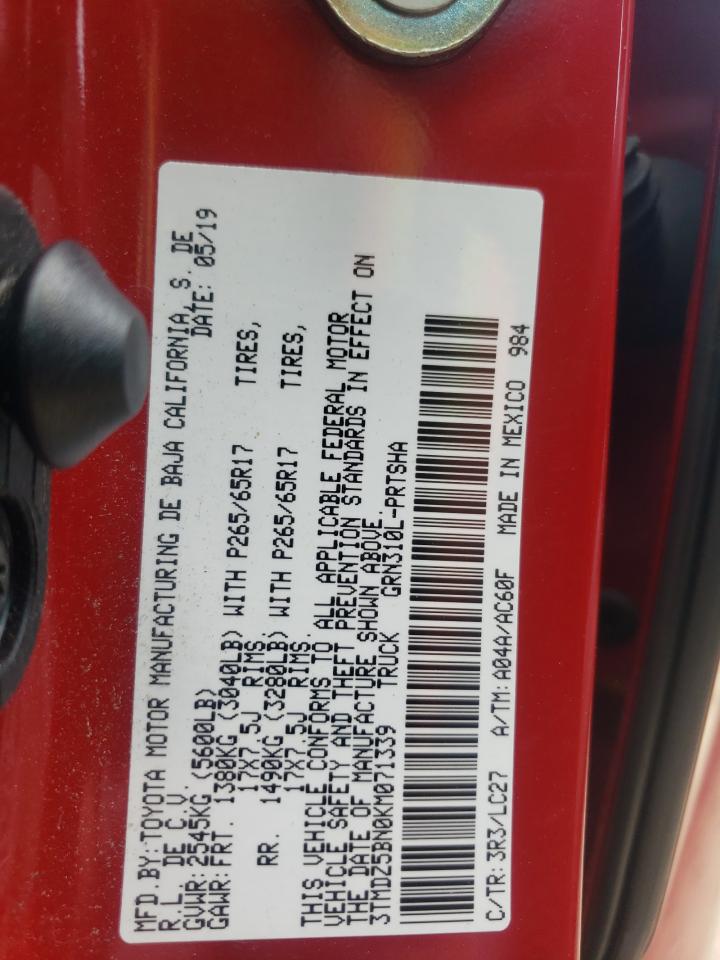 MFD.BY:TOYOTA MOTOR MANUFACTURING DE BAJA CALIFORNIA,S. DE
R.L. DE C.V. DATE: 05/19
GVWR:2545KG (5600LB)
GAWR:FRT. 1380KG (3040LB) WITH P265/65R17 TIRES,
17X7.5J RIMS.
RR. 1490KG (3280LB) WITH P265/65R17 TIRES,
17X7.5J RIMS.
THIS VEHICLE CONFORMS TO ALL APPLICABLE FEDERAL MOTOR
VEHICLE SAFETY AND THEFT PREVENTION STANDARDS IN EFFECT ON
THE DATE OF MANUFACTURE SHOWN ABOVE.
3TMDZ5BN0KM071339 TRUCK GRN310L-PRTSHA
C/TR:3R3/LC27 A/TM:A04A/AC60F MADE IN MEXICO 984